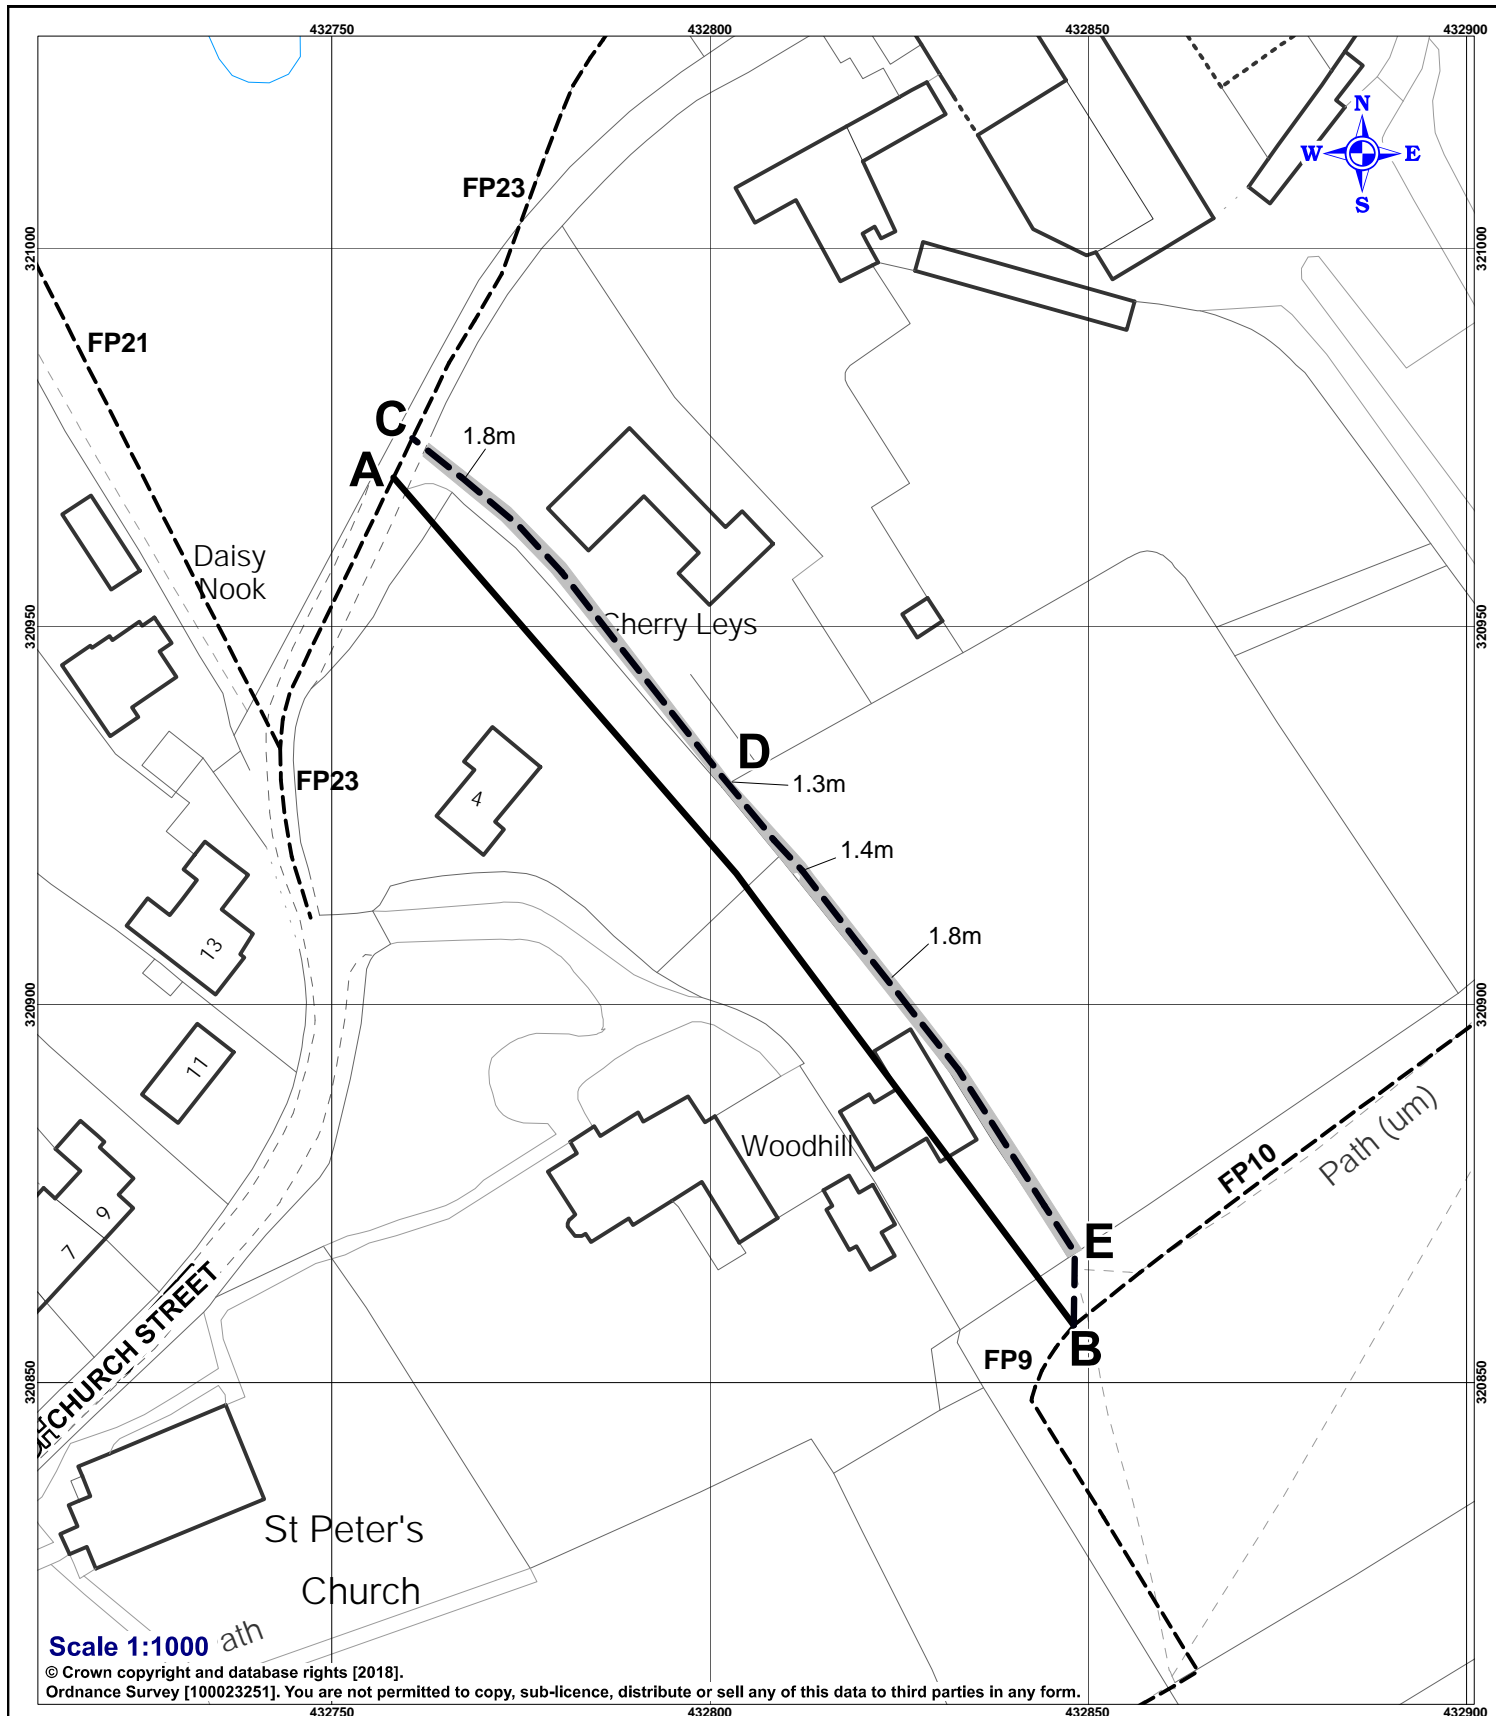 432750
432800
432850
432900
N
W E
S
FP23
321000
321000
FP21
C
1.8m
A
Daisy
Nook
Cherry Leys
320950
320950
D
1.3m
FP23
4
1.4m
13
1.8m
320900
320900
11
Woodhill
Path (um)
FP10
9
7
E
B
FP9
CHURCH STREET
320850
320850
St Peter's
Church
ath
Scale 1:1000
© Crown copyright and database rights [2018].
Ordnance Survey [100023251]. You are not permitted to copy, sub-licence, distribute or sell any of this data to third parties in any form.
432750
432800
432850
432900